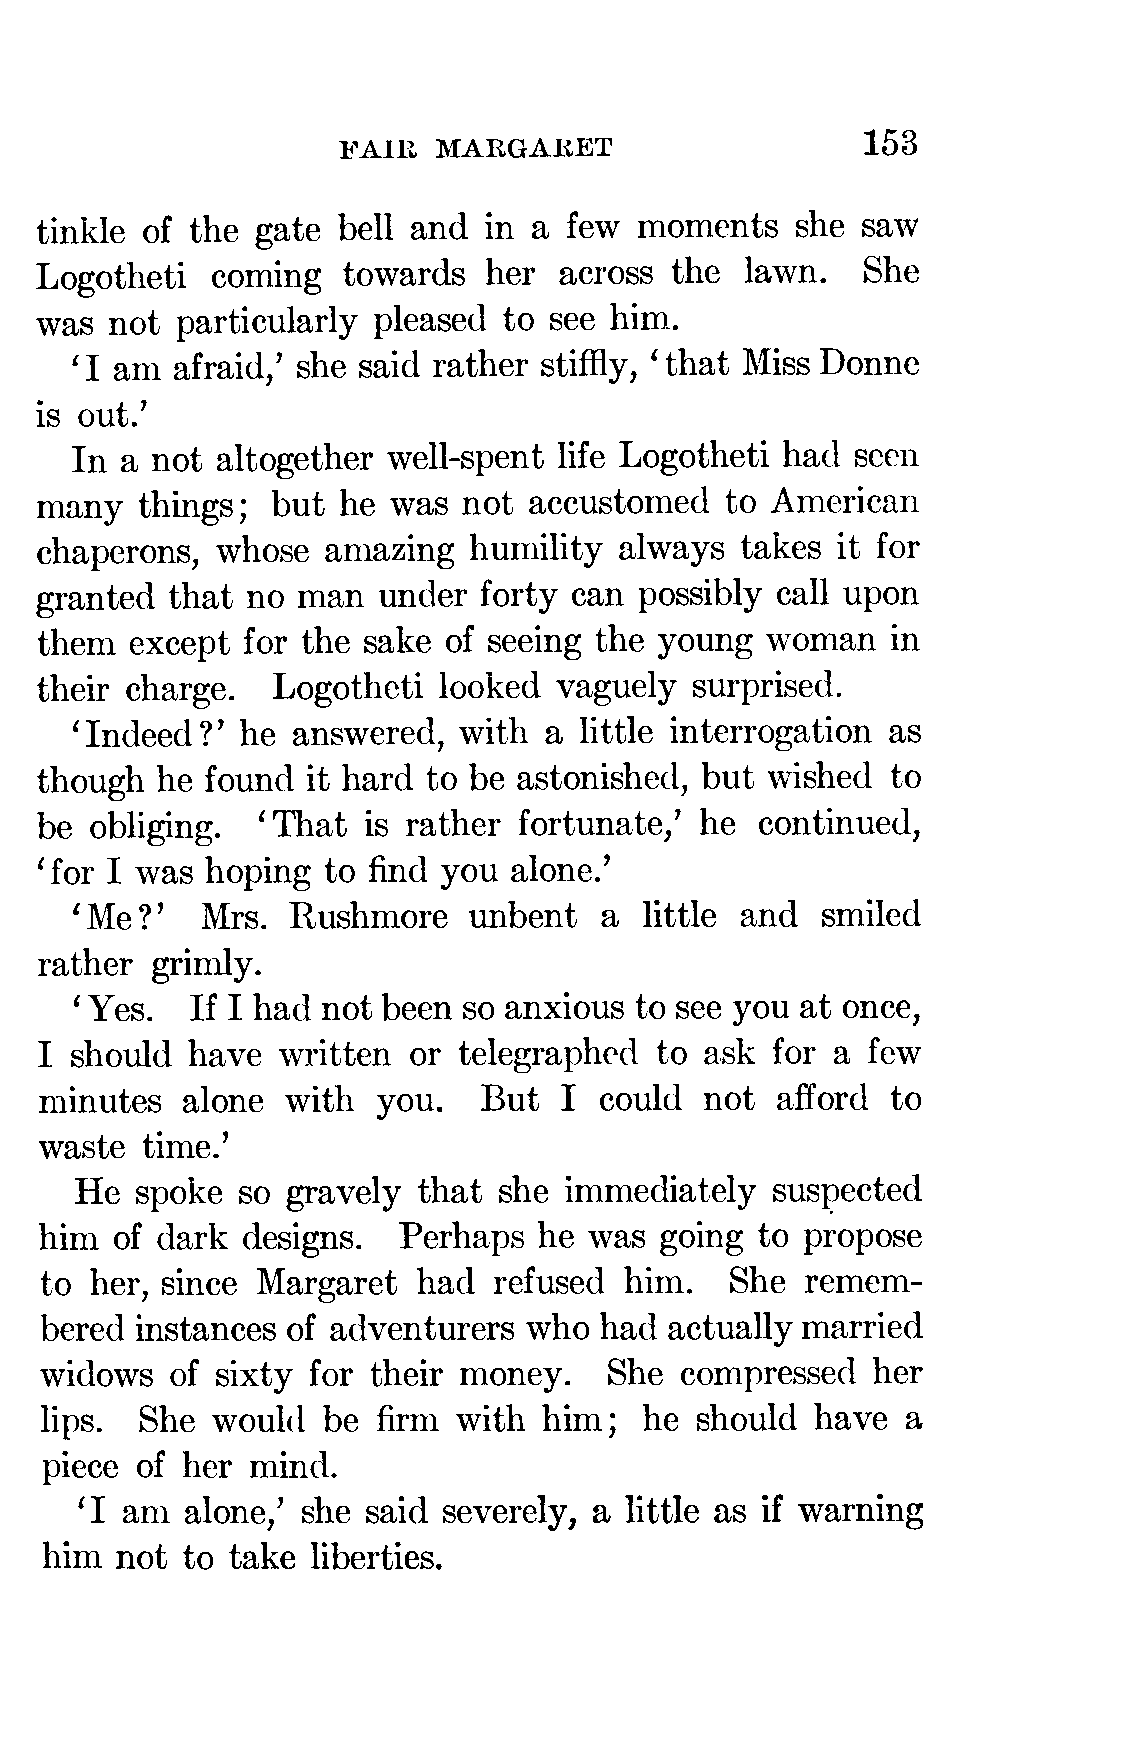 FAIR MARGARET 153
tinkle of the gate bell and in a few moments she saw
Logotheti coming towards her across the lawn. She
was not particularly pleased to see him.
‘I am afraid,’ she said rather stiffly, ‘that Miss Donne
is out.’
In a not altogether well-spent life Logotheti had seen
many things; but he was not accustomed to American
chaperons, whose amazing humility always takes it for
granted that no man under forty can possibly call upon
them except for the sake of seeing the young woman in
their charge. Logotheti looked vaguely surprised.
‘Indeed?’ he answered, with a little interrogation as
though he found it hard to be astonished, but wished to
be obliging. ‘That is rather fortunate,’ he continued,
‘for I was hoping to find you alone.’
‘Me?’ Mrs. Rushmore unbent a little and smiled
rather grimly.
‘Yes. If I had not been so anxious to see you at once,
I should have written or telegraphed to ask for a few
minutes alone with you. But I could not afford to
waste time.’
He spoke so gravely that she immediately suspected
him of dark designs. Perhaps he was going to propose
to her, since Margaret had refused him. She remem-
bered instances of adventurers who had actually married
widows of sixty for their money. She compressed her
lips. She would be firm with him; he should have a
piece of her mind.
‘I am alone,’ she said severely, a little as if warning
him not to take liberties.